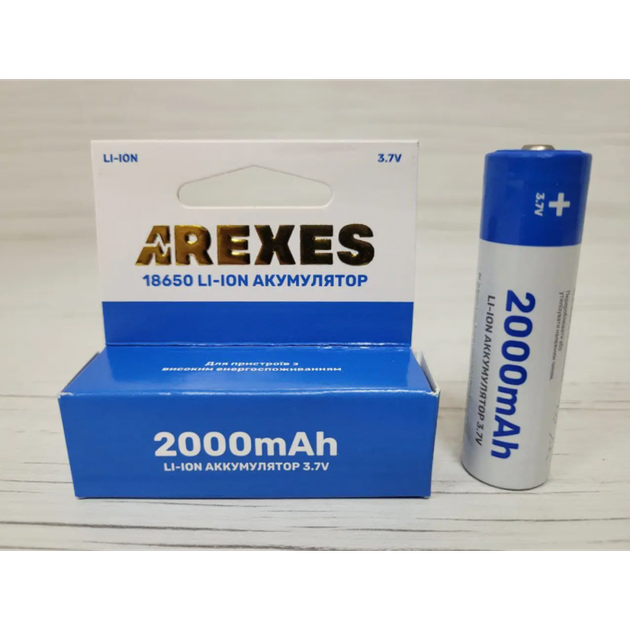 LI-ION
3.7V
AREXES
18650 LI-ION АКУМУЛЯТОР
Для пристроїв з
високим енергоспоживанням
2000mAh
LI-ION АККУМУЛЯТОР 3.7V
+
3.7V
2000mAh
LI-ION АККУМУЛЯТОР 3.7V